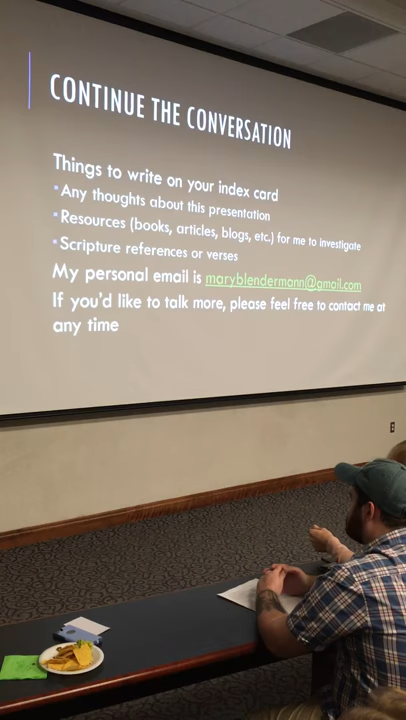 CONTINUE THE CONVERSATION
Things to write on your index card
• Any thoughts about this presentation
• Resources (books, articles, blogs, etc.) for me to investigate
• Scripture references or verses
My personal email is maryblendermann@gmail.com
If you'd like to talk more, please feel free to contact me at
any time